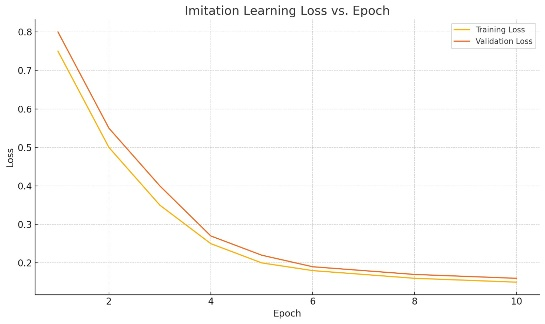 Imitation Learning Loss vs. Epoch
Training Loss
Validation Loss
0.8
0.7
0.6
0.5
0.4
0.3
0.2
Loss
2 4 6 8 10
Epoch